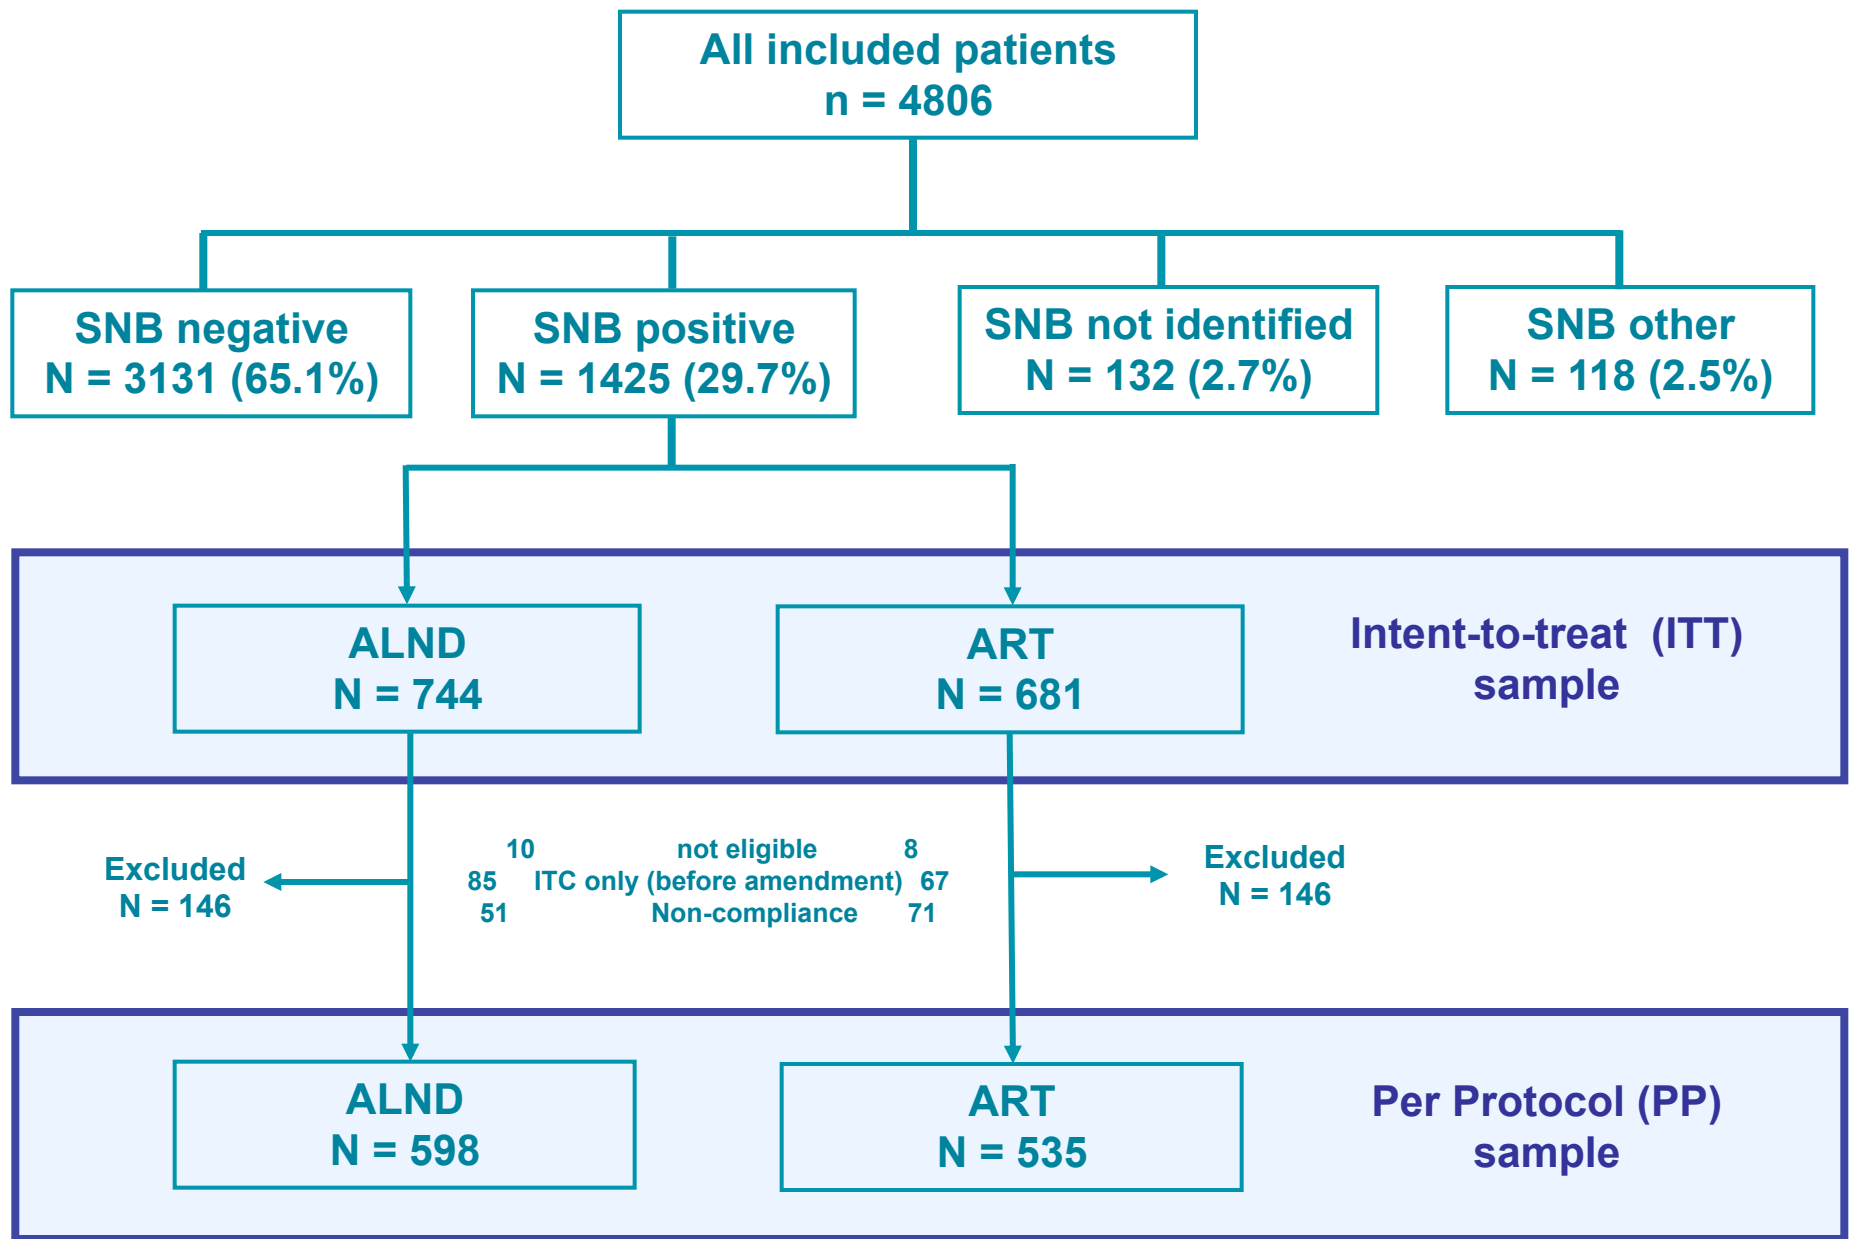 All included patients
n = 4806
SNB negative
N = 3131 (65.1%)
SNB positive
N = 1425 (29.7%)
SNB not identified
N = 132 (2.7%)
SNB other
N = 118 (2.5%)
ALND
N = 744
ART
N = 681
Intent-to-treat (ITT)
sample
Excluded
N = 146
10 not eligible 8
85 ITC only (before amendment) 67
51 Non-compliance 71
Excluded
N = 146
ALND
N = 598
ART
N = 535
Per Protocol (PP)
sample